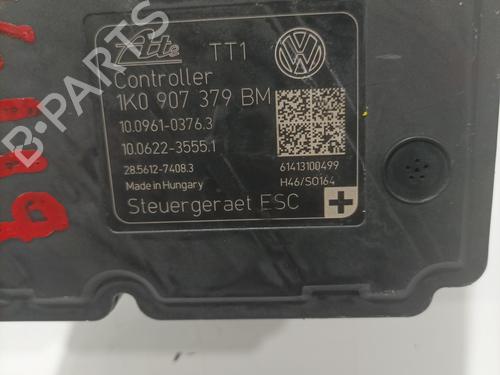 Ate TT1
Controller
1K0 907 379 BM
10.0961-0376.3
10.0622-3555.1
28.5612-7408.3 61413100499
Made in Hungary H46/SO164
Steuergeraet ESC
B-PARTS